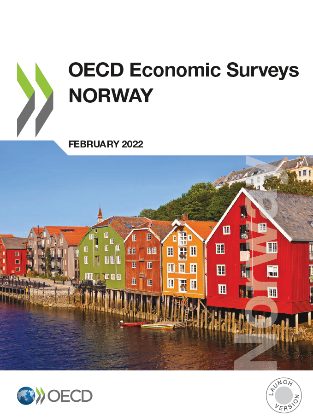 OECD Economic Surveys
NORWAY
FEBRUARY 2022
Norway
OECD
LAUNCH
VERSION